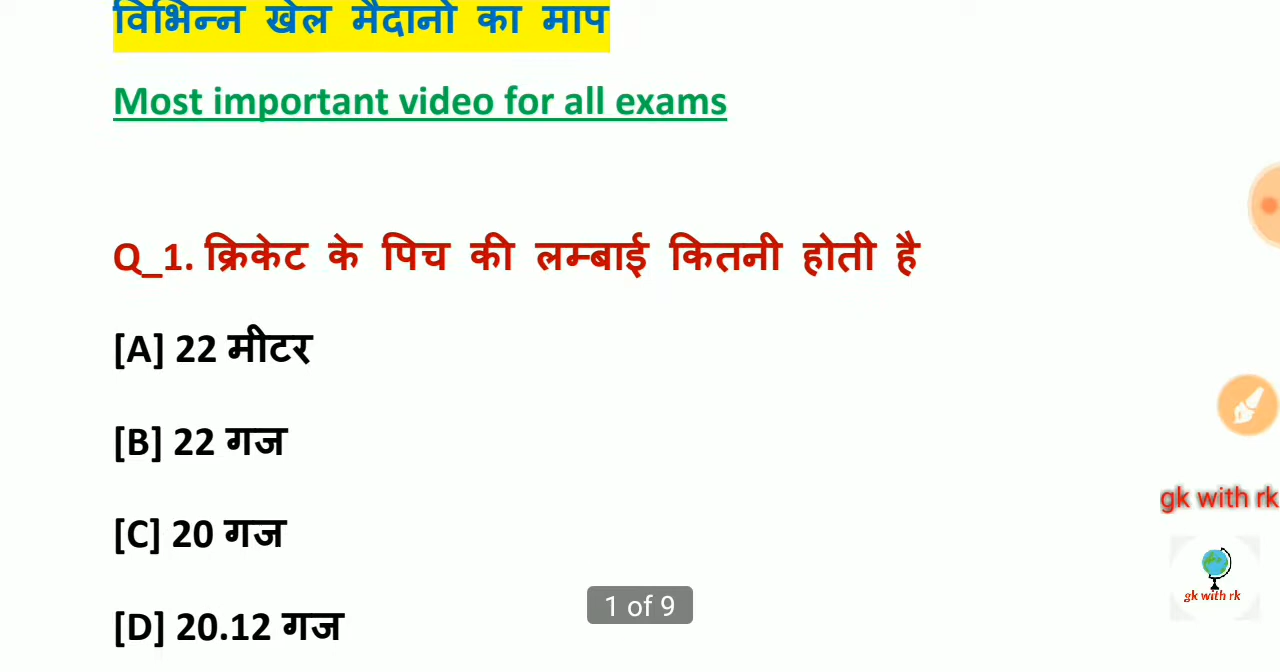 विभिन्न खेल मैदानो का माप
Most important video for all exams
Q_1. क्रिकेट के पिच की लम्बाई कितनी होती है
[A] 22 मीटर
[B] 22 गज
[C] 20 गज
[D] 20.12 गज
1 of 9
gk with rk
gk with rk